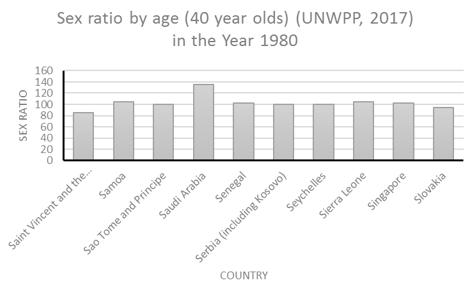 Sex ratio by age (40 year olds) (UNWPP, 2017)
in the Year 1980
SEX RATIO
160
140
120
100
80
60
40
20
0
Saint Vincent and the...
Samoa
Sao Tome and Principe
Saudi Arabia
Senegal
Serbia (including Kosovo)
Seychelles
Sierra Leone
Singapore
Slovakia
COUNTRY